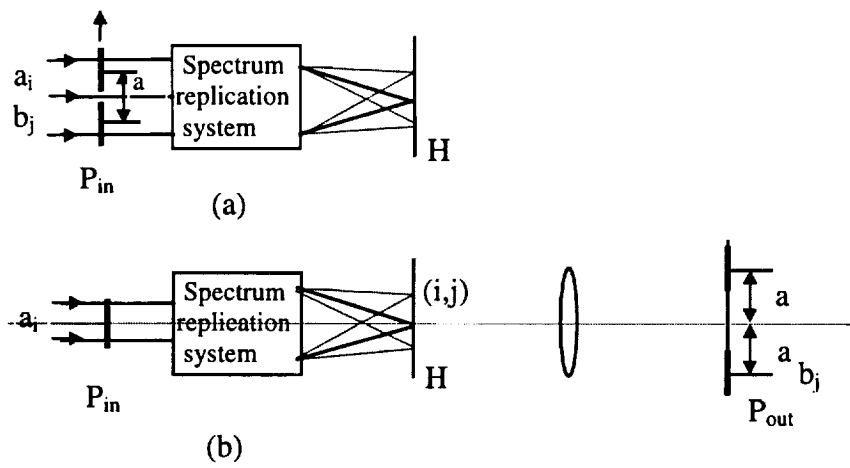 a_i
b_j
a
Spectrum
replication
system
P_in
H
(a)
a_i
Spectrum
replication
system
(i,j)
H
P_in
a
a
b_j
P_out
(b)